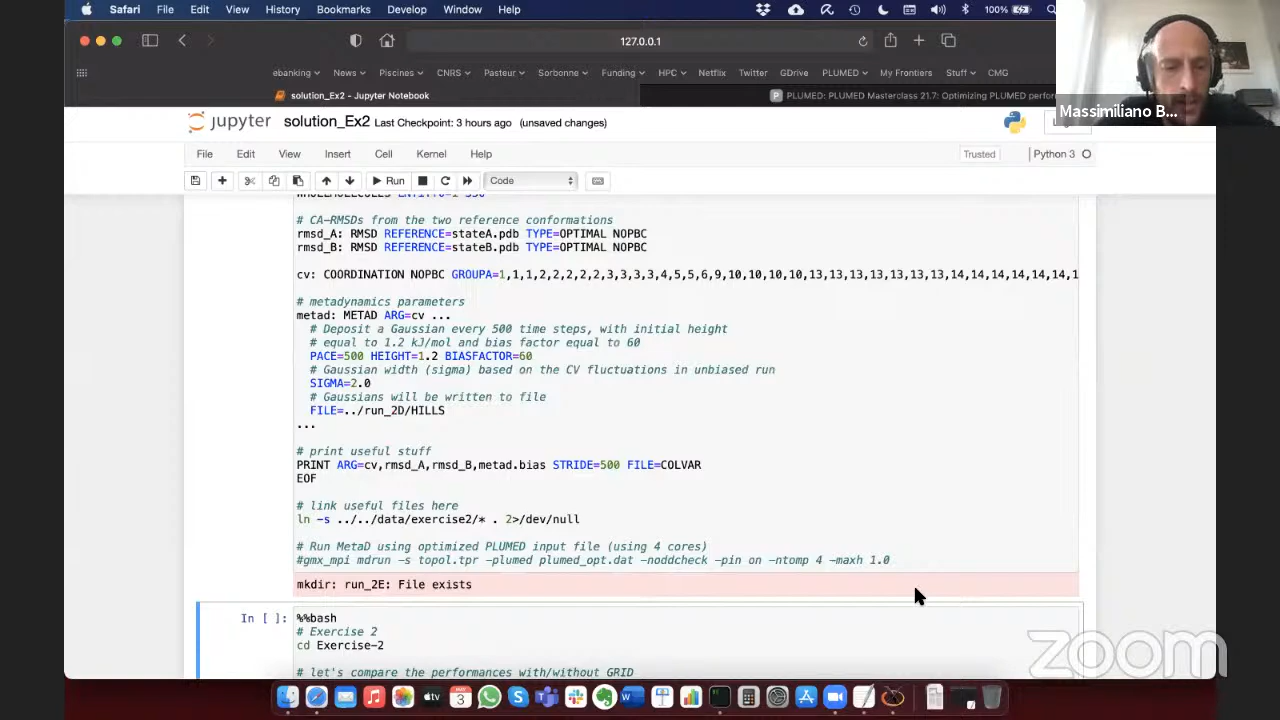 Safari File Edit View History Bookmarks Develop Window Help 100%
127.0.0.1
ebanking News Piscines CNRS Pasteur Sorbonne Funding HPC Netflix Twitter GDrive PLUMED My Frontiers Stuff CMG
solution_Ex2 - Jupyter Notebook
PLUMED: PLUMED Masterclass 21.7: Optimizing PLUMED perfor
Massimiliano B...
jupyter solution_Ex2 Last Checkpoint: 3 hours ago (unsaved changes)
File Edit View Insert Cell Kernel Help Trusted Python 3
Run Code
# CA-RMSDs from the two reference conformations
rmsd_A: RMSD REFERENCE=stateA.pdb TYPE=OPTIMAL NOPBC
rmsd_B: RMSD REFERENCE=stateB.pdb TYPE=OPTIMAL NOPBC
cv: COORDINATION NOPBC GROUPA=1,1,1,2,2,2,2,2,3,3,3,3,4,5,5,6,9,10,10,10,10,13,13,13,13,13,13,13,14,14,14,14,14,14,1
# metadynamics parameters
metad: METAD ARG=cv ...
# Deposit a Gaussian every 500 time steps, with initial height
# equal to 1.2 kJ/mol and bias factor equal to 60
PACE=500 HEIGHT=1.2 BIASFACTOR=60
# Gaussian width (sigma) based on the CV fluctuations in unbiased run
SIGMA=2.0
# Gaussians will be written to file
FILE=../run_2D/HILLS
...
# print useful stuff
PRINT ARG=cv,rmsd_A,rmsd_B,metad.bias STRIDE=500 FILE=COLVAR
EOF
# link useful files here
ln -s ../../data/exercise2/* . 2>/dev/null
# Run MetaD using optimized PLUMED input file (using 4 cores)
#gmx_mpi mdrun -s topol.tpr -plumed plumed_opt.dat -noddcheck -pin on -ntomp 4 -maxh 1.0
mkdir: run_2E: File exists
In [ ]: %%bash
# Exercise 2
cd Exercise-2
# let's compare the performances with/without GRID
zoom